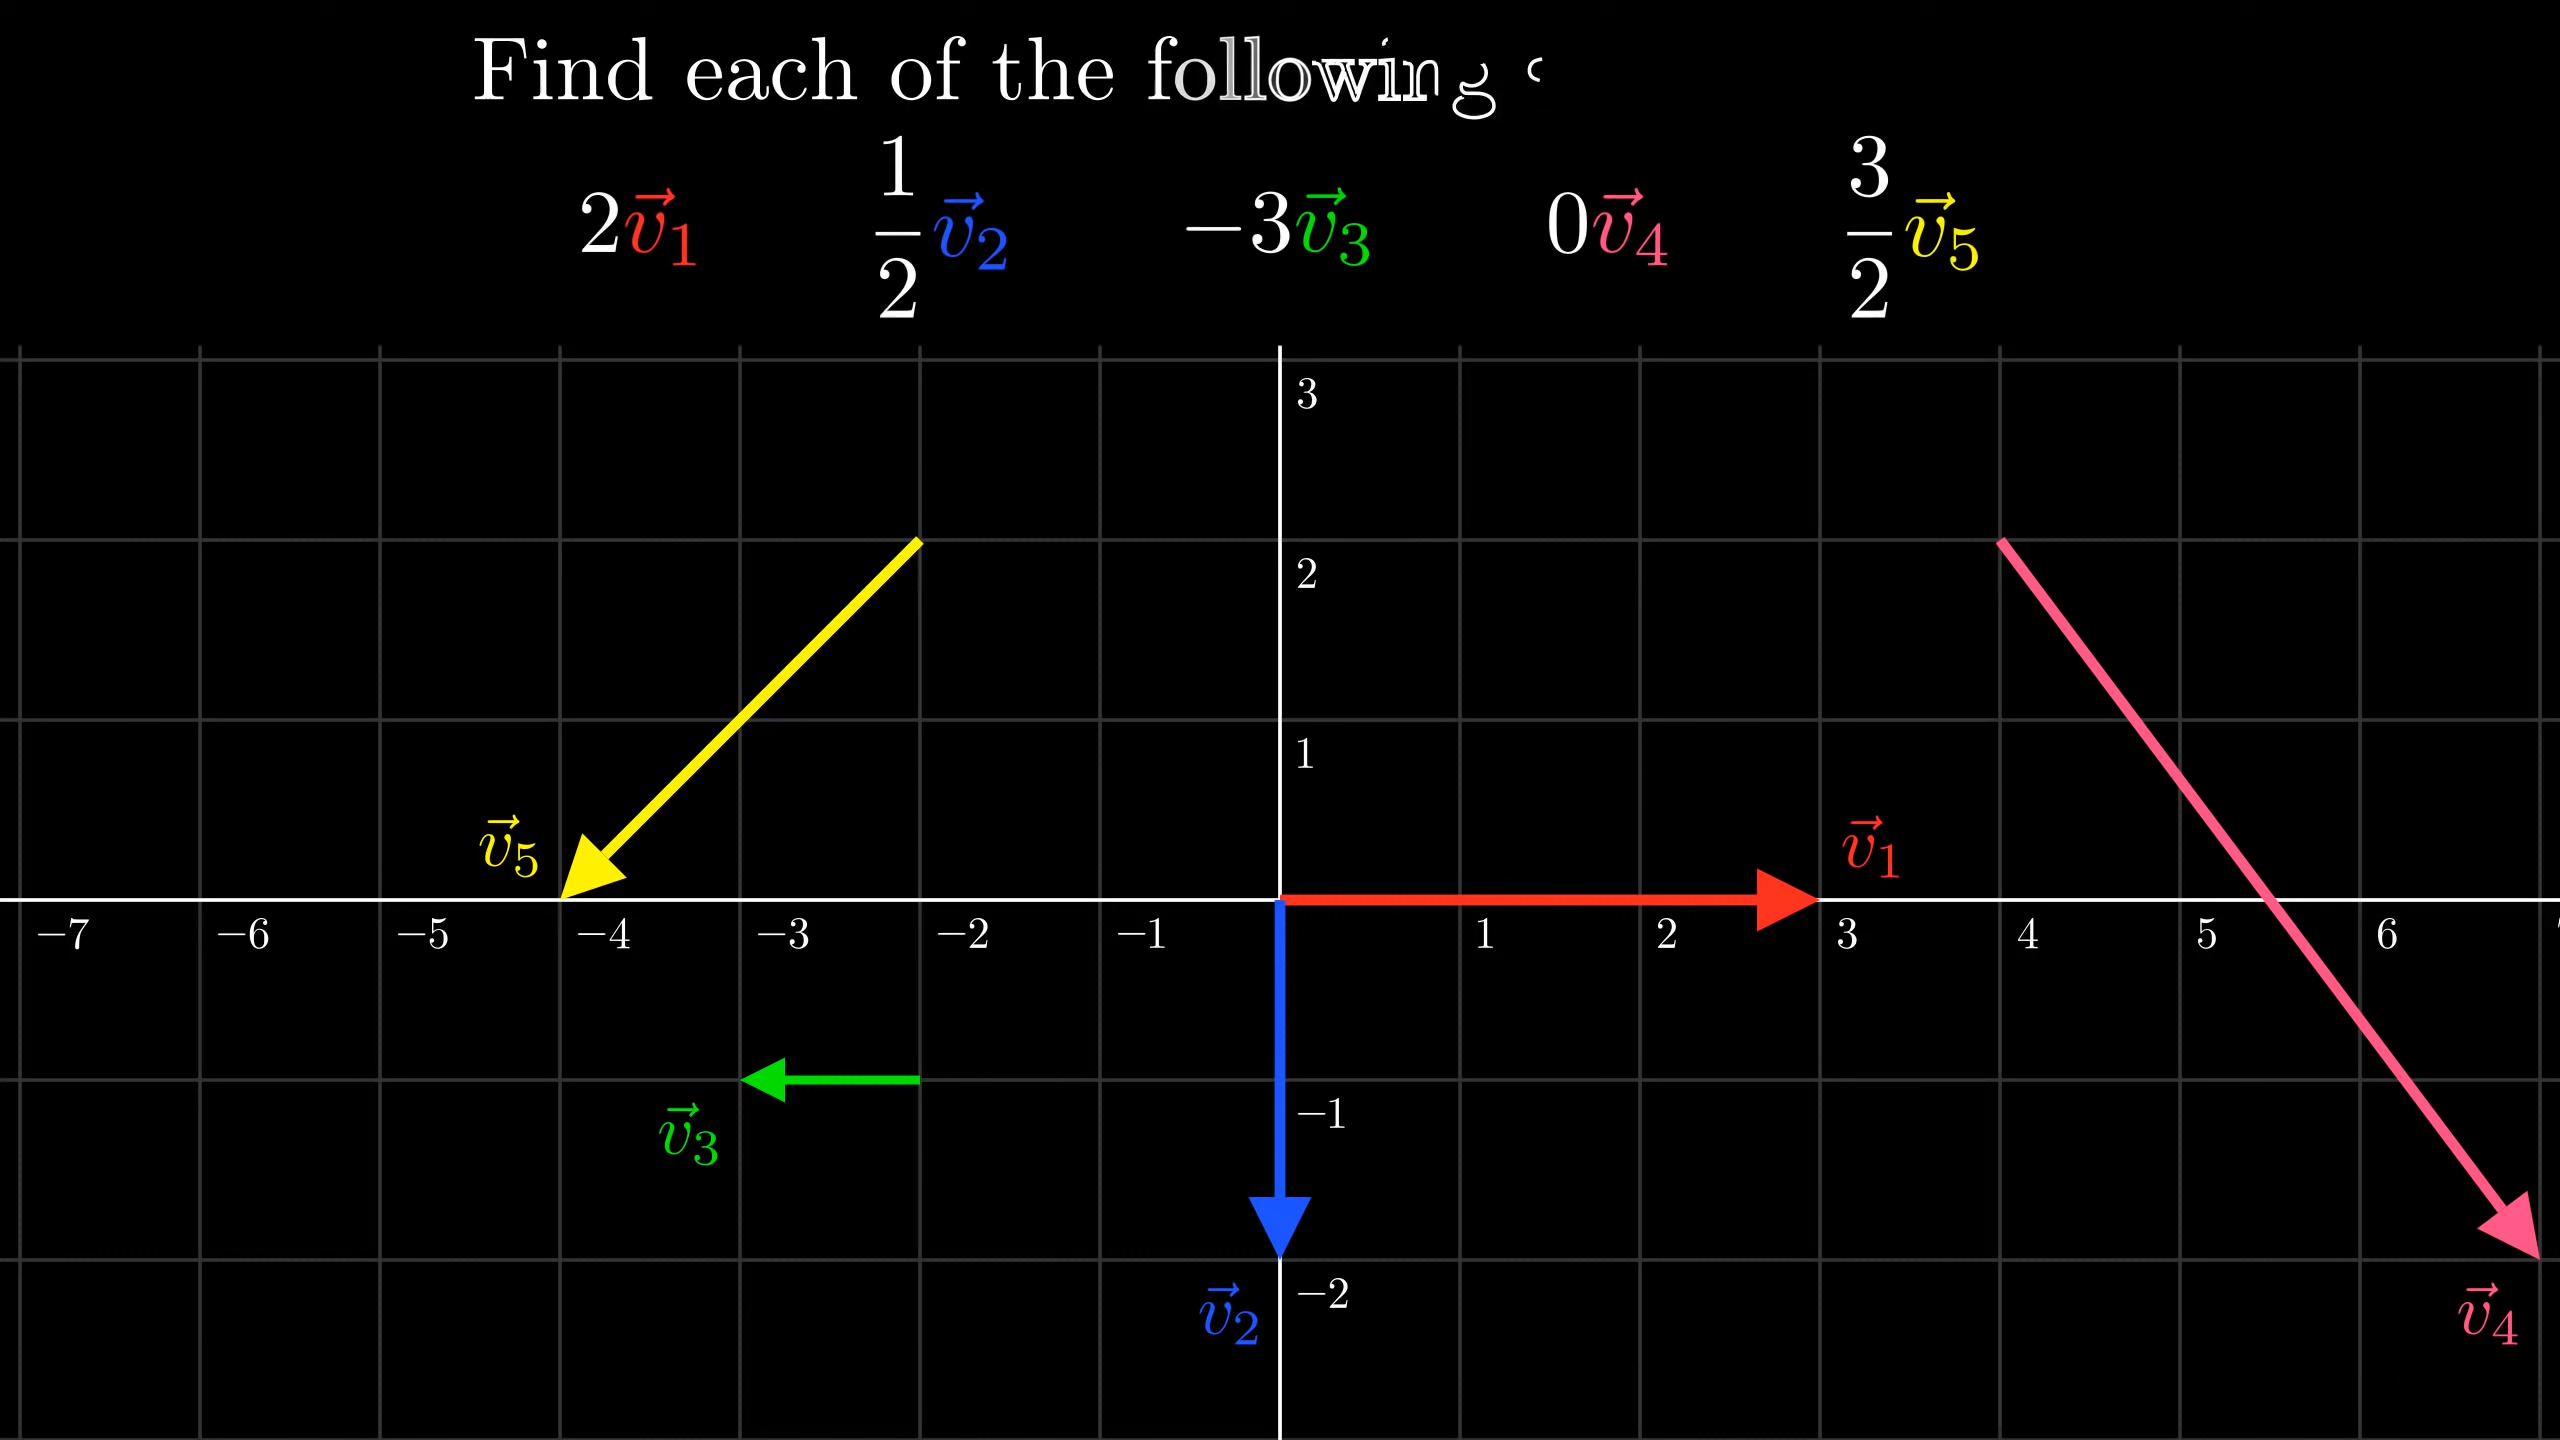 Find each of the following
2v⃗₁ 1/2 v⃗₂ −3v⃗₃ 0v⃗₄ 3/2 v⃗₅
3
2
1
v⃗₅ v⃗₁
−7 −6 −5 −4 −3 −2 −1 1 2 3 4 5 6
v⃗₃ −1
v⃗₂ −2 v⃗₄